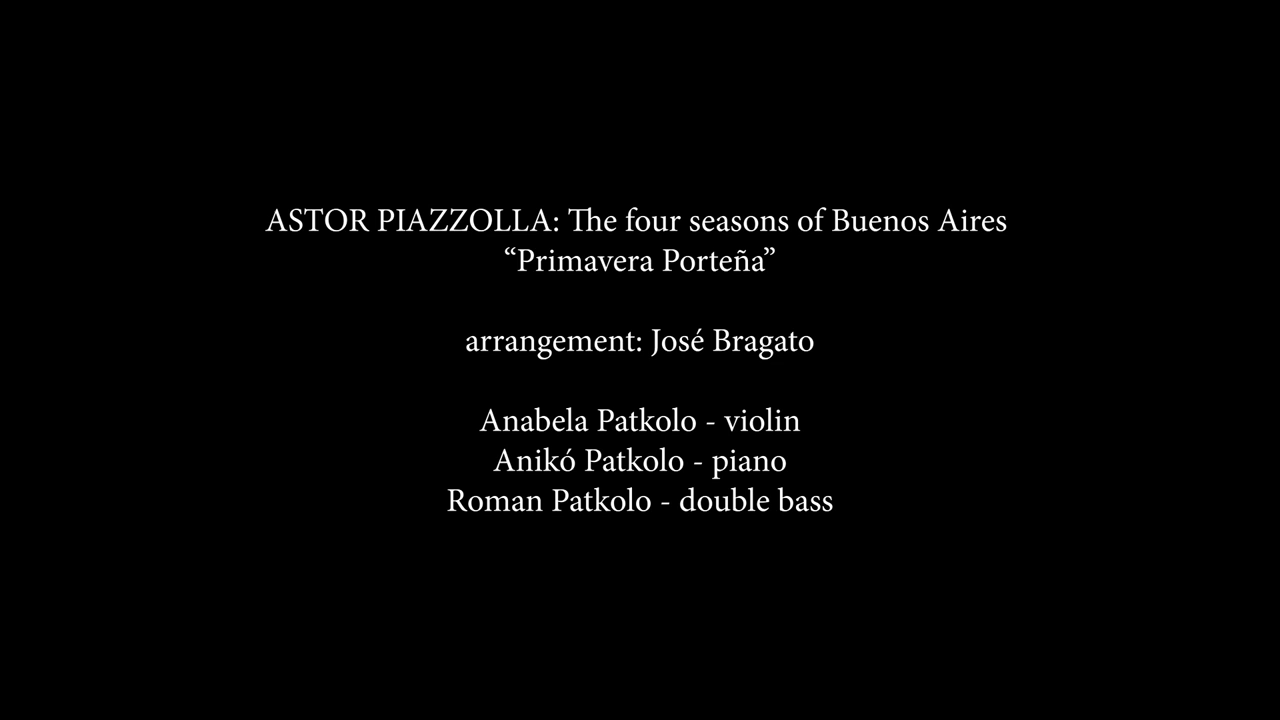 ASTOR PIAZZOLLA: The four seasons of Buenos Aires
“Primavera Porteña”
arrangement: José Bragato
Anabela Patkolo - violin
Anikó Patkolo - piano
Roman Patkolo - double bass